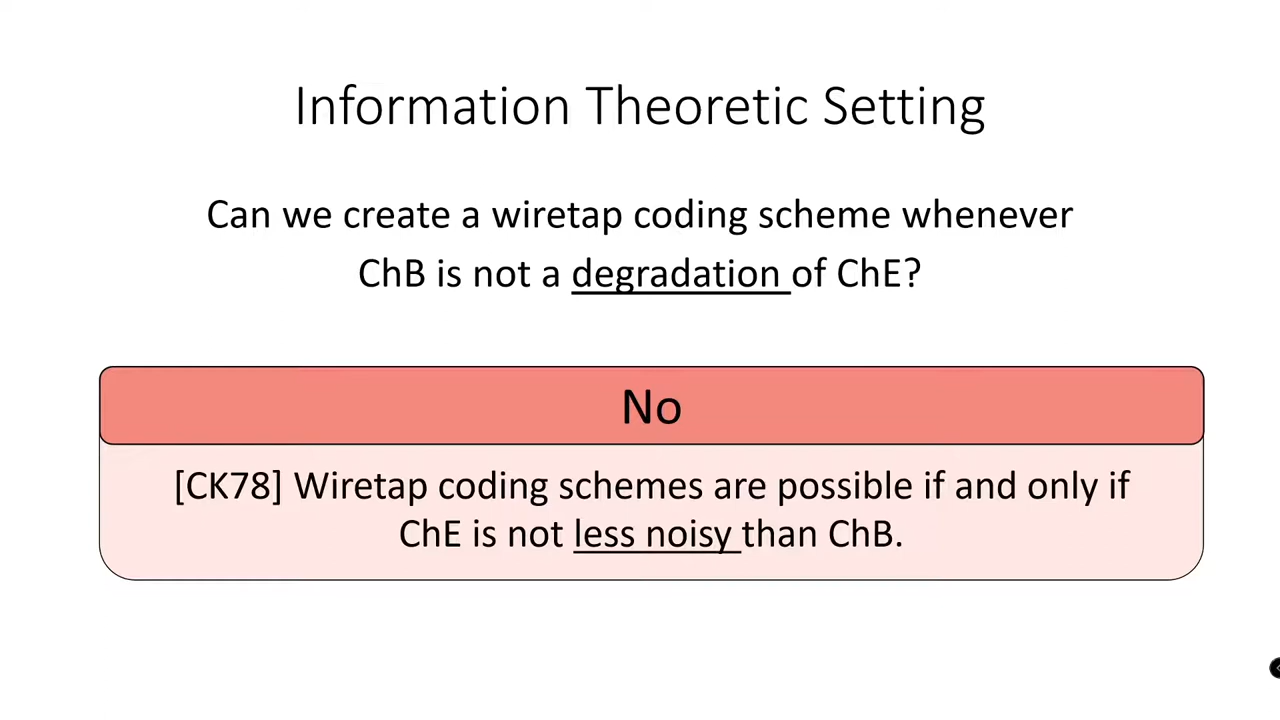 Information Theoretic Setting
Can we create a wiretap coding scheme whenever
ChB is not a degradation of ChE?
No
[CK78] Wiretap coding schemes are possible if and only if
ChE is not less noisy than ChB.